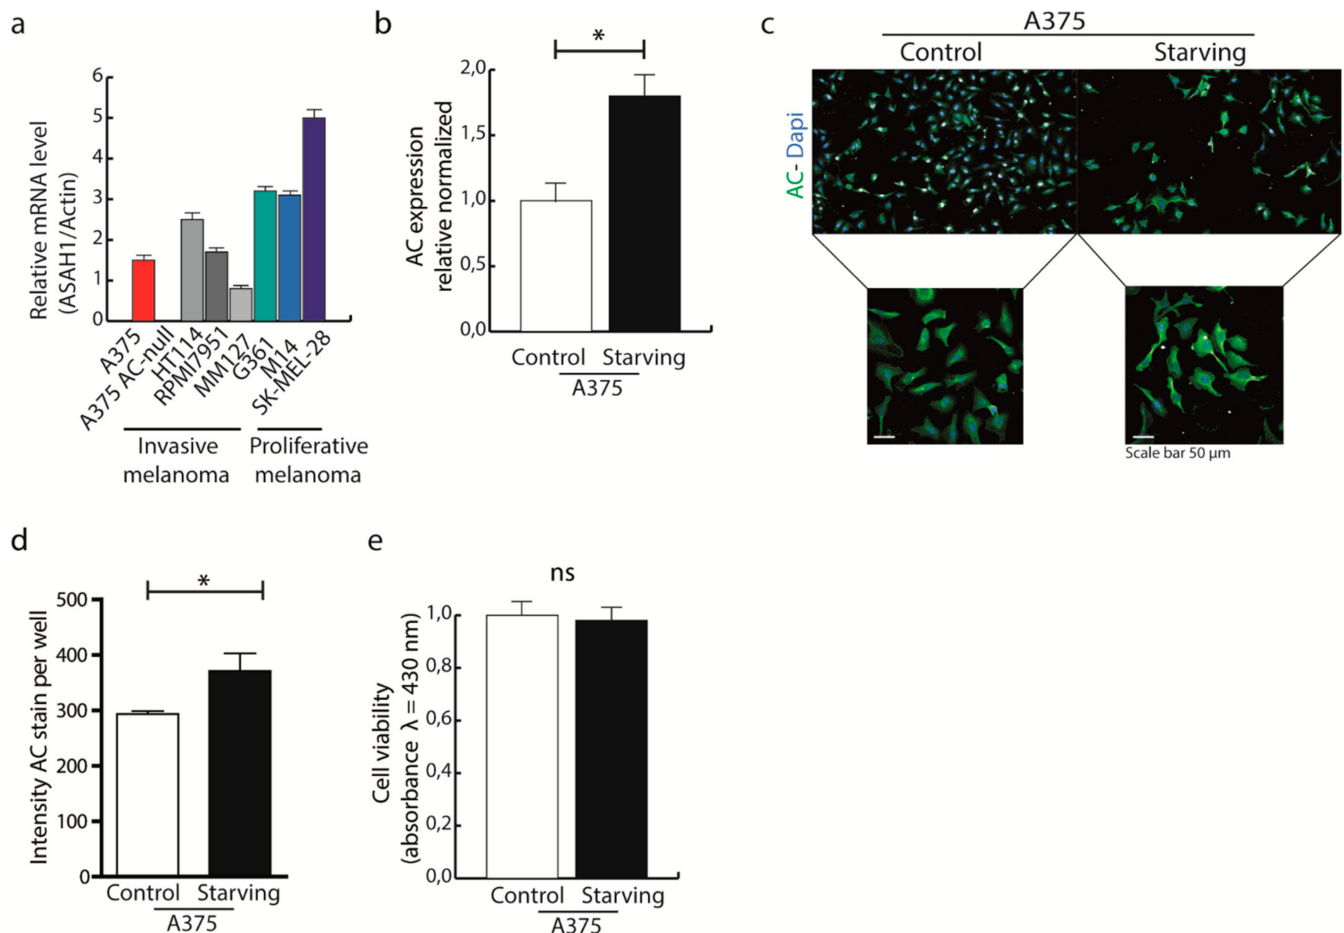 a
Relative mRNA level
(ASAH1/Actin)
6
5
4
3
2
1
0
A375
A375 AC-null
HT114
RPMI7951
MM127
G361
M14
SK-MEL-28
Invasive
melanoma
Proliferative
melanoma
b
*
AC expression
relative normalized
2,0
1,5
1,0
0,5
0,0
Control Starving
A375
c
A375
Control Starving
AC- Dapi
Scale bar 50 µm
d
*
Intensity AC stain per well
500
400
300
200
100
0
Control Starving
A375
e
ns
Cell viability
(absorbance λ = 430 nm)
1,0
0,8
0,6
0,4
0,2
0,0
Control Starving
A375